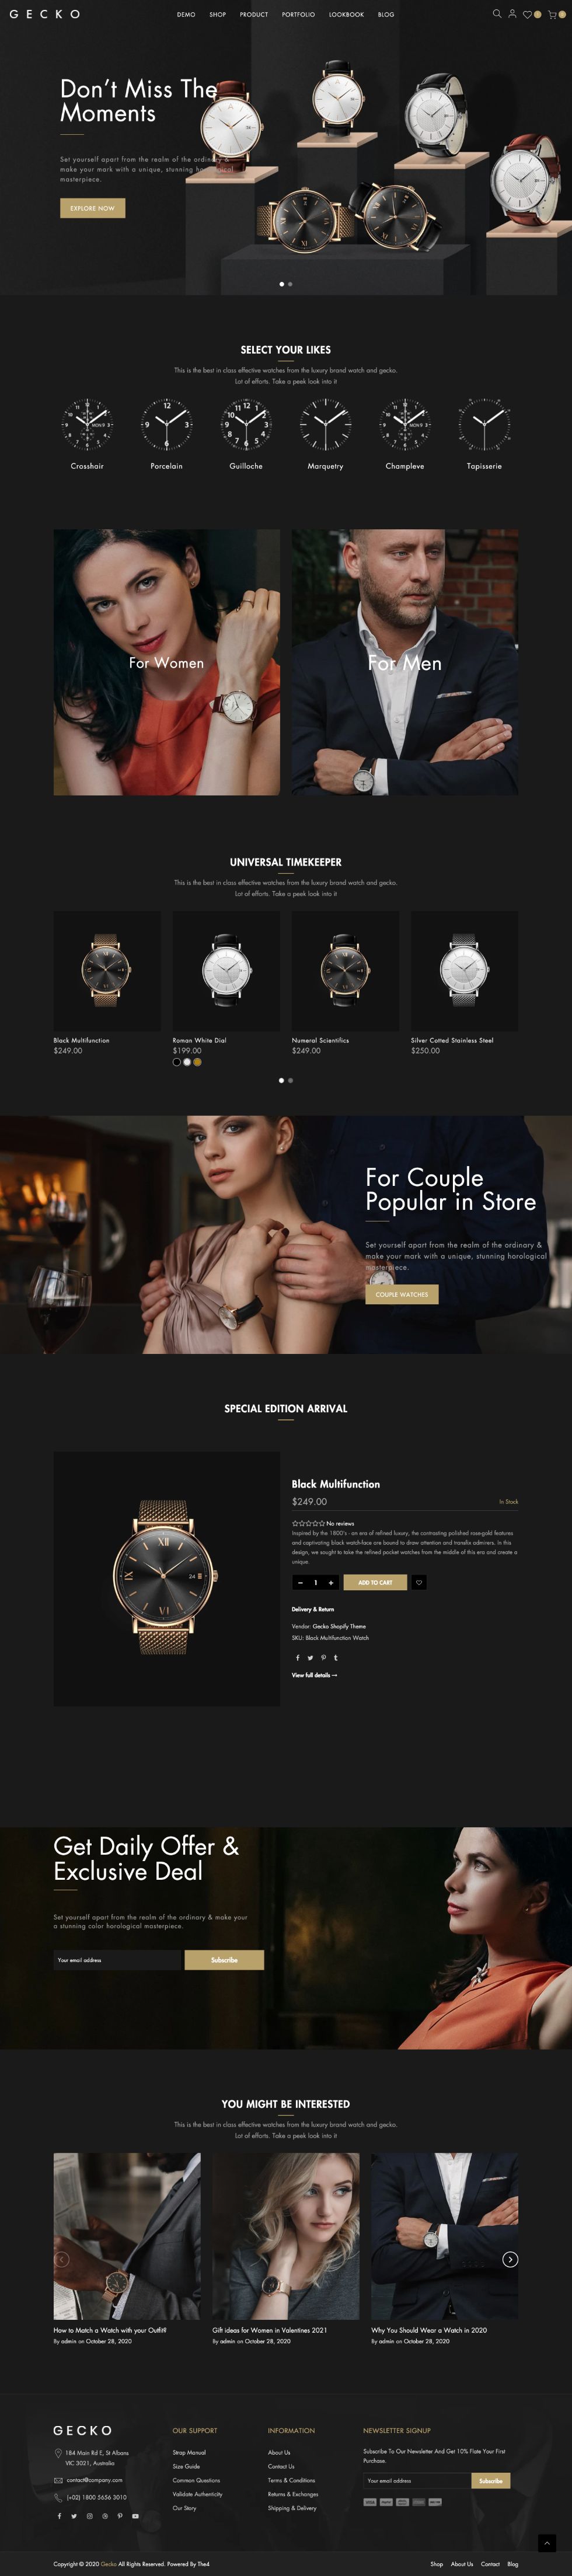 GECKO
DEMO SHOP PRODUCT PORTFOLIO LOOKBOOK BLOG
Don't Miss The
Moments
Set yourself apart from the realm of the ordinary &
make your mark with a unique, stunning horological
masterpiece.
EXPLORE NOW
SELECT YOUR LIKES
This is the best in class effective watches from the luxury brand watch and gecko.
Lot of efforts. Take a peek look into it
Crosshair Porcelain Guilloche Marquetry Champleve Tapisserie
For Women
For Men
UNIVERSAL TIMEKEEPER
This is the best in class effective watches from the luxury brand watch and gecko.
Lot of efforts. Take a peek look into it
Black Multifunction
$249.00
Roman White Dial
$199.00
Numeral Scientifics
$249.00
Silver Cotted Stainless Steel
$250.00
For Couple
Popular in Store
Set yourself apart from the realm of the ordinary &
make your mark with a unique, stunning horological
masterpiece.
COUPLE WATCHES
SPECIAL EDITION ARRIVAL
Black Multifunction
$249.00 In Stock
No reviews
Inspired by the 1800's - an era of refined luxury, the contrasting polished rose-gold features
and captivating black watch-face are bound to draw attention and transfix admirers. In this
design, we sought to take the refined pocket watches from the middle of this era and create a
unique
1 ADD TO CART
Delivery & Return
Vendor: Gecko Shopify Theme
SKU: Black Multifunction Watch
View full details
Get Daily Offer &
Exclusive Deal
Set yourself apart from the realm of the ordinary & make your
a stunning color horological masterpiece.
Your email address Subscribe
YOU MIGHT BE INTERESTED
This is the best in class effective watches from the luxury brand watch and gecko.
Lot of efforts. Take a peek look into it
How to Match a Watch with your Outfit?
By admin on October 28, 2020
Gift ideas for Women in Valentines 2021
By admin on October 28, 2020
Why You Should Wear a Watch in 2020
By admin on October 28, 2020
GECKO
184 Main Rd E, St Albans
VIC 3021, Australia
contact@company.com
(+02) 1800 5656 3010
OUR SUPPORT
Strap Manual
Size Guide
Common Questions
Validate Authenticity
Our Story
INFORMATION
About Us
Contact Us
Terms & Conditions
Returns & Exchanges
Shipping & Delivery
NEWSLETTER SIGNUP
Subscribe To Our Newsletter And Get 10% Flate Your First
Purchase.
Your email address Subscribe
Copyright © 2020 Gecko All Rights Reserved. Powered By The4
Shop About Us Contact Blog